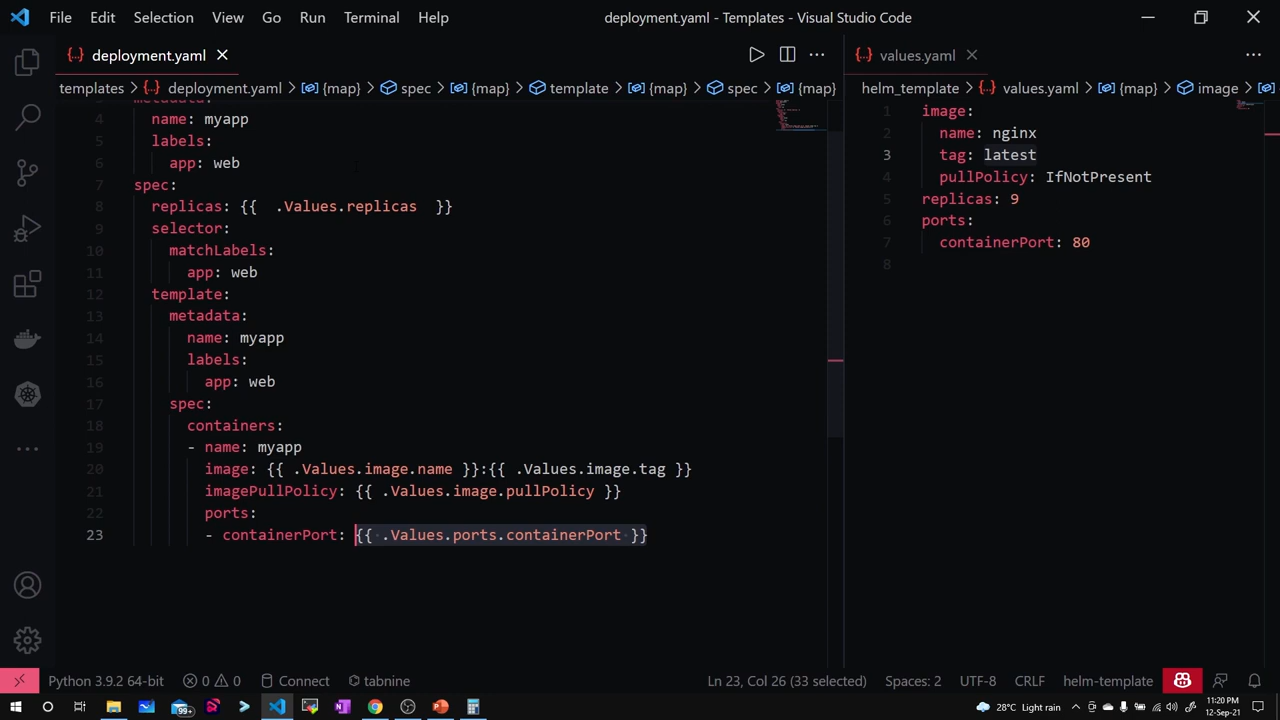 File Edit Selection View Go Run Terminal Help
deployment.yaml - Templates - Visual Studio Code
{..} deployment.yaml
templates > {..} deployment.yaml > {map} > spec > {map} > template > {map} > spec > {map}
metadata:
4 name: myapp
5 labels:
6 app: web
7 spec:
8 replicas: {{  .Values.replicas  }}
9 selector:
10 matchLabels:
11 app: web
12 template:
13 metadata:
14 name: myapp
15 labels:
16 app: web
17 spec:
18 containers:
19 - name: myapp
20 image: {{ .Values.image.name }}:{{ .Values.image.tag }}
21 imagePullPolicy: {{ .Values.image.pullPolicy }}
22 ports:
23 - containerPort: {{ .Values.ports.containerPort }}
{..} values.yaml
helm_template > {..} values.yaml > {map} > image >
1 image:
2 name: nginx
3 tag: latest
4 pullPolicy: IfNotPresent
5 replicas: 9
6 ports:
7 containerPort: 80
8
Python 3.9.2 64-bit 0 0 Connect tabnine Ln 23, Col 26 (33 selected) Spaces: 2 UTF-8 CRLF helm-template
99+ 28°C Light rain 11:20 PM
12-Sep-21